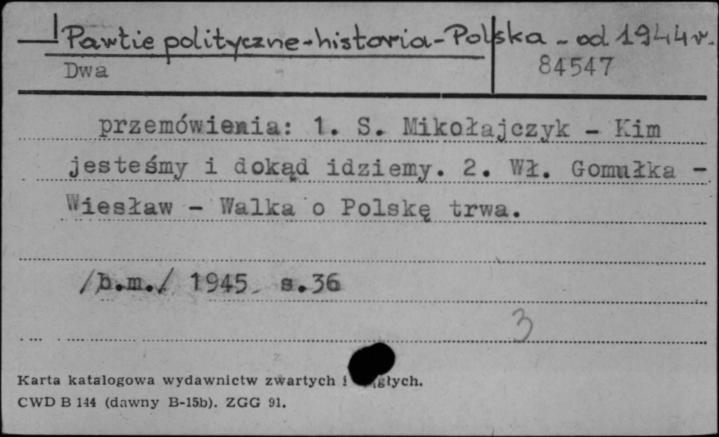 Partie polityczne-historia-Polska - od 1944r.
Dwa 84547
przemówienia: 1. S. Mikołajczyk - Kim
jesteśmy i dokąd idziemy. 2. Wł. Gomułka -
Wiesław - Walka o Polskę trwa.
/b.m./ 1945 s.36
3
Karta katalogowa wydawnictw zwartych i
CWD B 144 (dawny B-15b). ZGG 91.